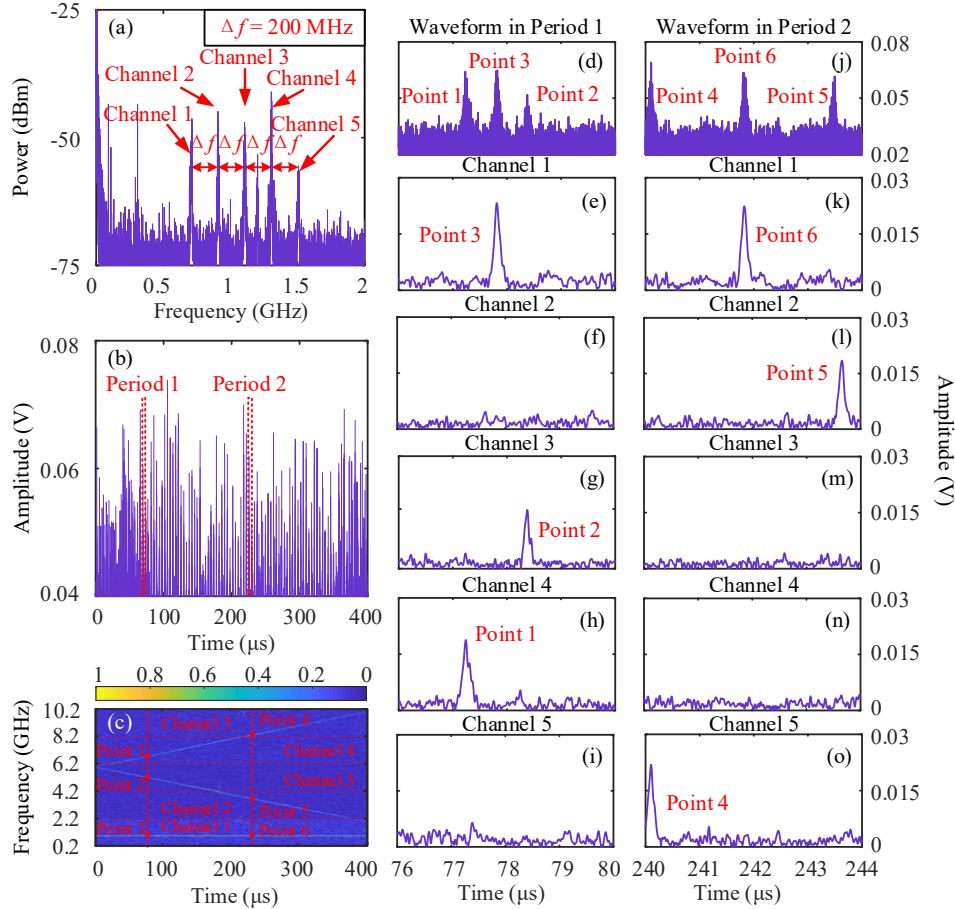 (a)
Δf = 200 MHz
Channel 3
Channel 2
Channel 4
Channel 1
Channel 5
Δf Δf Δf Δf
-25
-50
-75
Power (dBm)
0 0.5 1 1.5 2
Frequency (GHz)
(b)
Period 1 Period 2
0.08
0.06
0.04
Amplitude (V)
0 100 200 300 400
Time (μs)
1 0.8 0.6 0.4 0.2 0
(c)
Channel 5 Point 4
Channel 4
Point 1
Point 2 Channel 3
Channel 2 Point 5
Point 3 Channel 1 Point 6
10.2
8.2
6.2
4.2
2.2
0.2
Frequency (GHz)
0 100 200 300 400
Time (μs)
Waveform in Period 1
(d)
Point 3
Point 1 Point 2
Channel 1
(e)
Point 3
Channel 2
(f)
Channel 3
(g)
Point 2
Channel 4
(h)
Point 1
Channel 5
(i)
76 77 78 79 80
Time (μs)
Waveform in Period 2
(j)
Point 6
Point 4 Point 5
0.08
0.05
0.02
Channel 1
(k)
Point 6
0.03
0.015
0
Channel 2
(l)
Point 5
0.03
0.015
0
Channel 3
(m)
0.03
0.015
0
Channel 4
(n)
0.03
0.015
0
Channel 5
(o)
Point 4
0.03
0.015
0
240 241 242 243 244
Time (μs)
Amplitude (V)